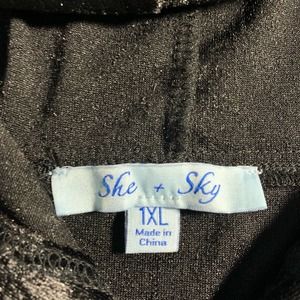 She + Sky
1XL
Made in
China